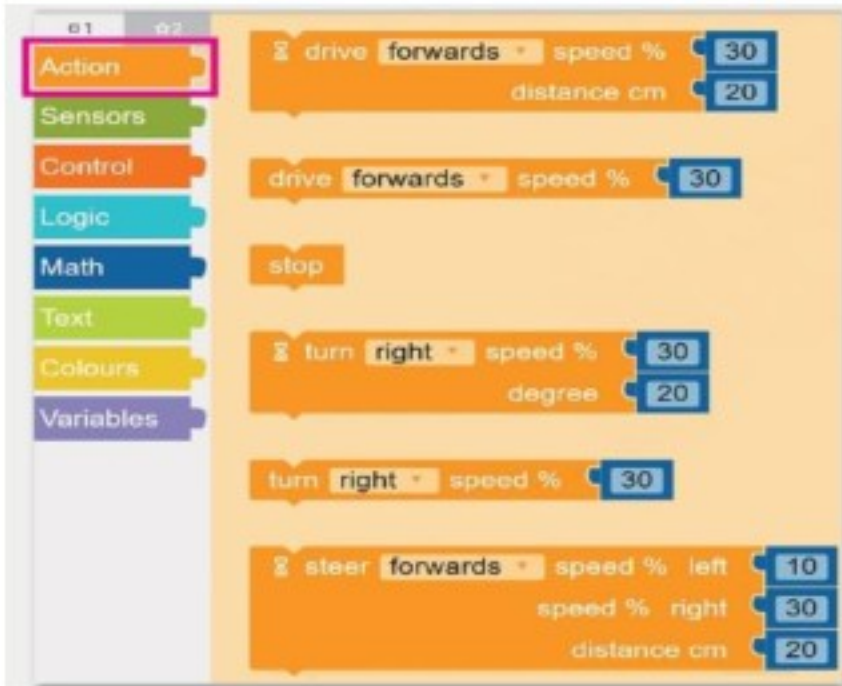 1 2
Action
Sensors
Control
Logic
Math
Text
Colours
Variables
drive forwards speed % 30
distance cm 20
drive forwards speed % 30
stop
turn right speed % 30
degree 20
turn right speed % 30
steer forwards speed % left 10
speed % right 30
distance cm 20